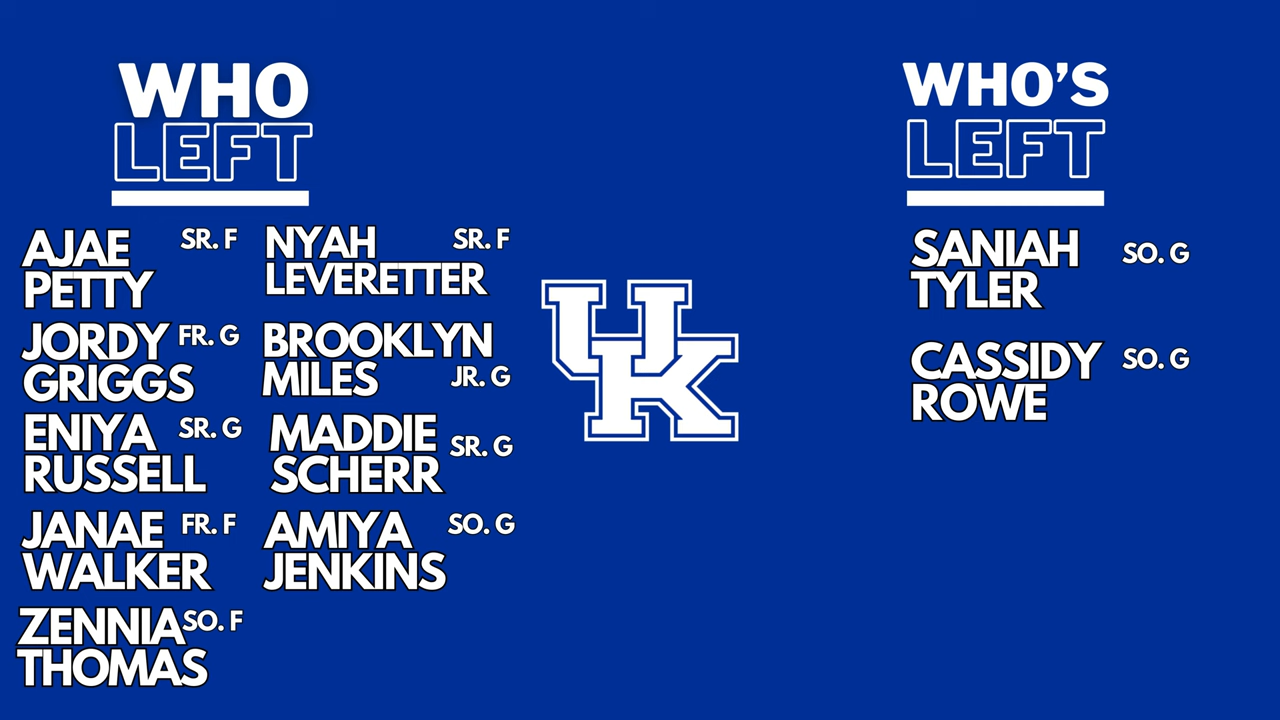 WHO
LEFT
AJAE SR. F
PETTY
JORDY FR. G
GRIGGS
ENIYA SR. G
RUSSELL
JANAE FR. F
WALKER
ZENNIA SO. F
THOMAS
NYAH SR. F
LEVERETTER
BROOKLYN
MILES JR. G
MADDIE SR. G
SCHERR
AMIYA SO. G
JENKINS
UK
WHO'S
LEFT
SANIAH SO. G
TYLER
CASSIDY SO. G
ROWE